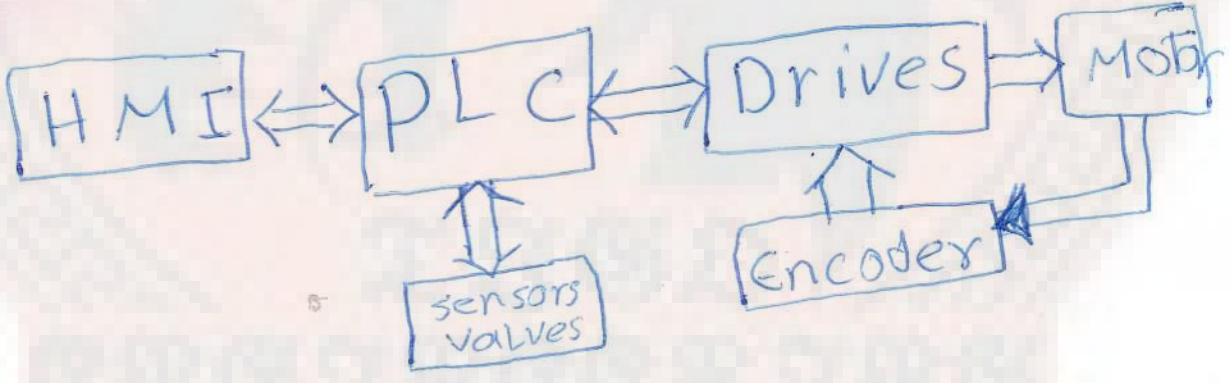 HMI
PLC
Drives
Motor
Encoder
sensors
valves